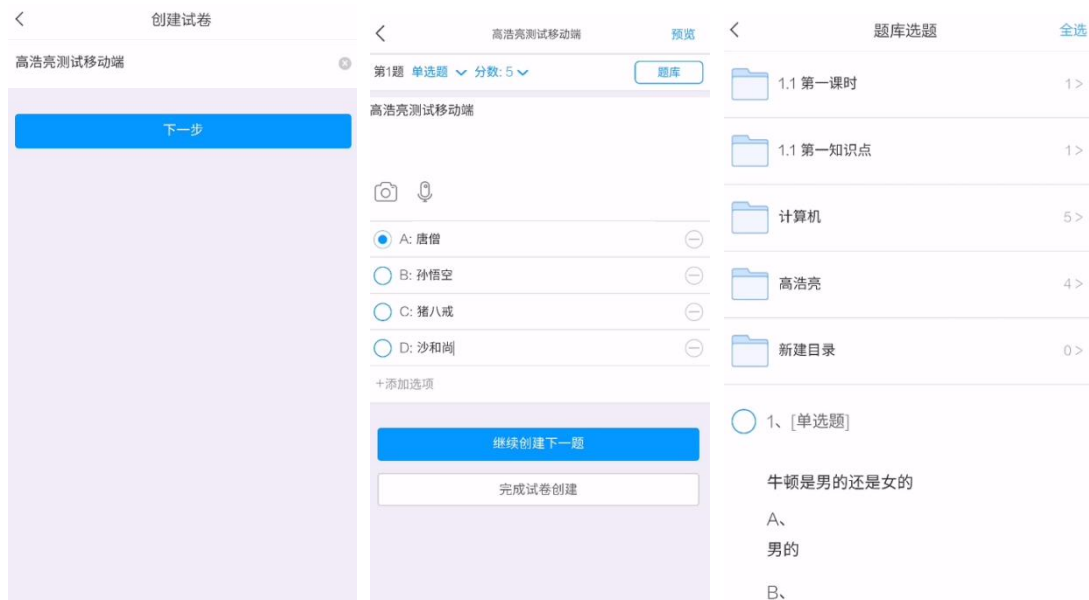 创建试卷
高浩亮测试移动端
下一步
高浩亮测试移动端 预览
第1题 单选题 分数: 5 题库
高浩亮测试移动端
A: 唐僧
B: 孙悟空
C: 猪八戒
D: 沙和尚
+添加选项
继续创建下一题
完成试卷创建
题库选题 全选
1.1 第一课时 1>
1.1 第一知识点 1>
计算机 5>
高浩亮 4>
新建目录 0>
1、[单选题]
牛顿是男的还是女的
A、
男的
B、